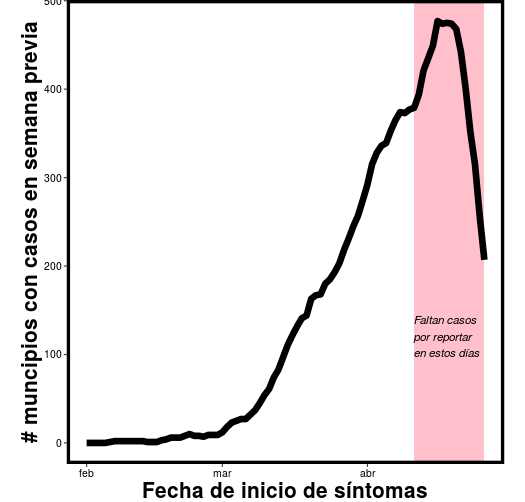 # muncipios con casos en semana previa
500
400
300
200
100
0
Faltan casos
por reportar
en estos días
feb
mar
abr
Fecha de inicio de síntomas